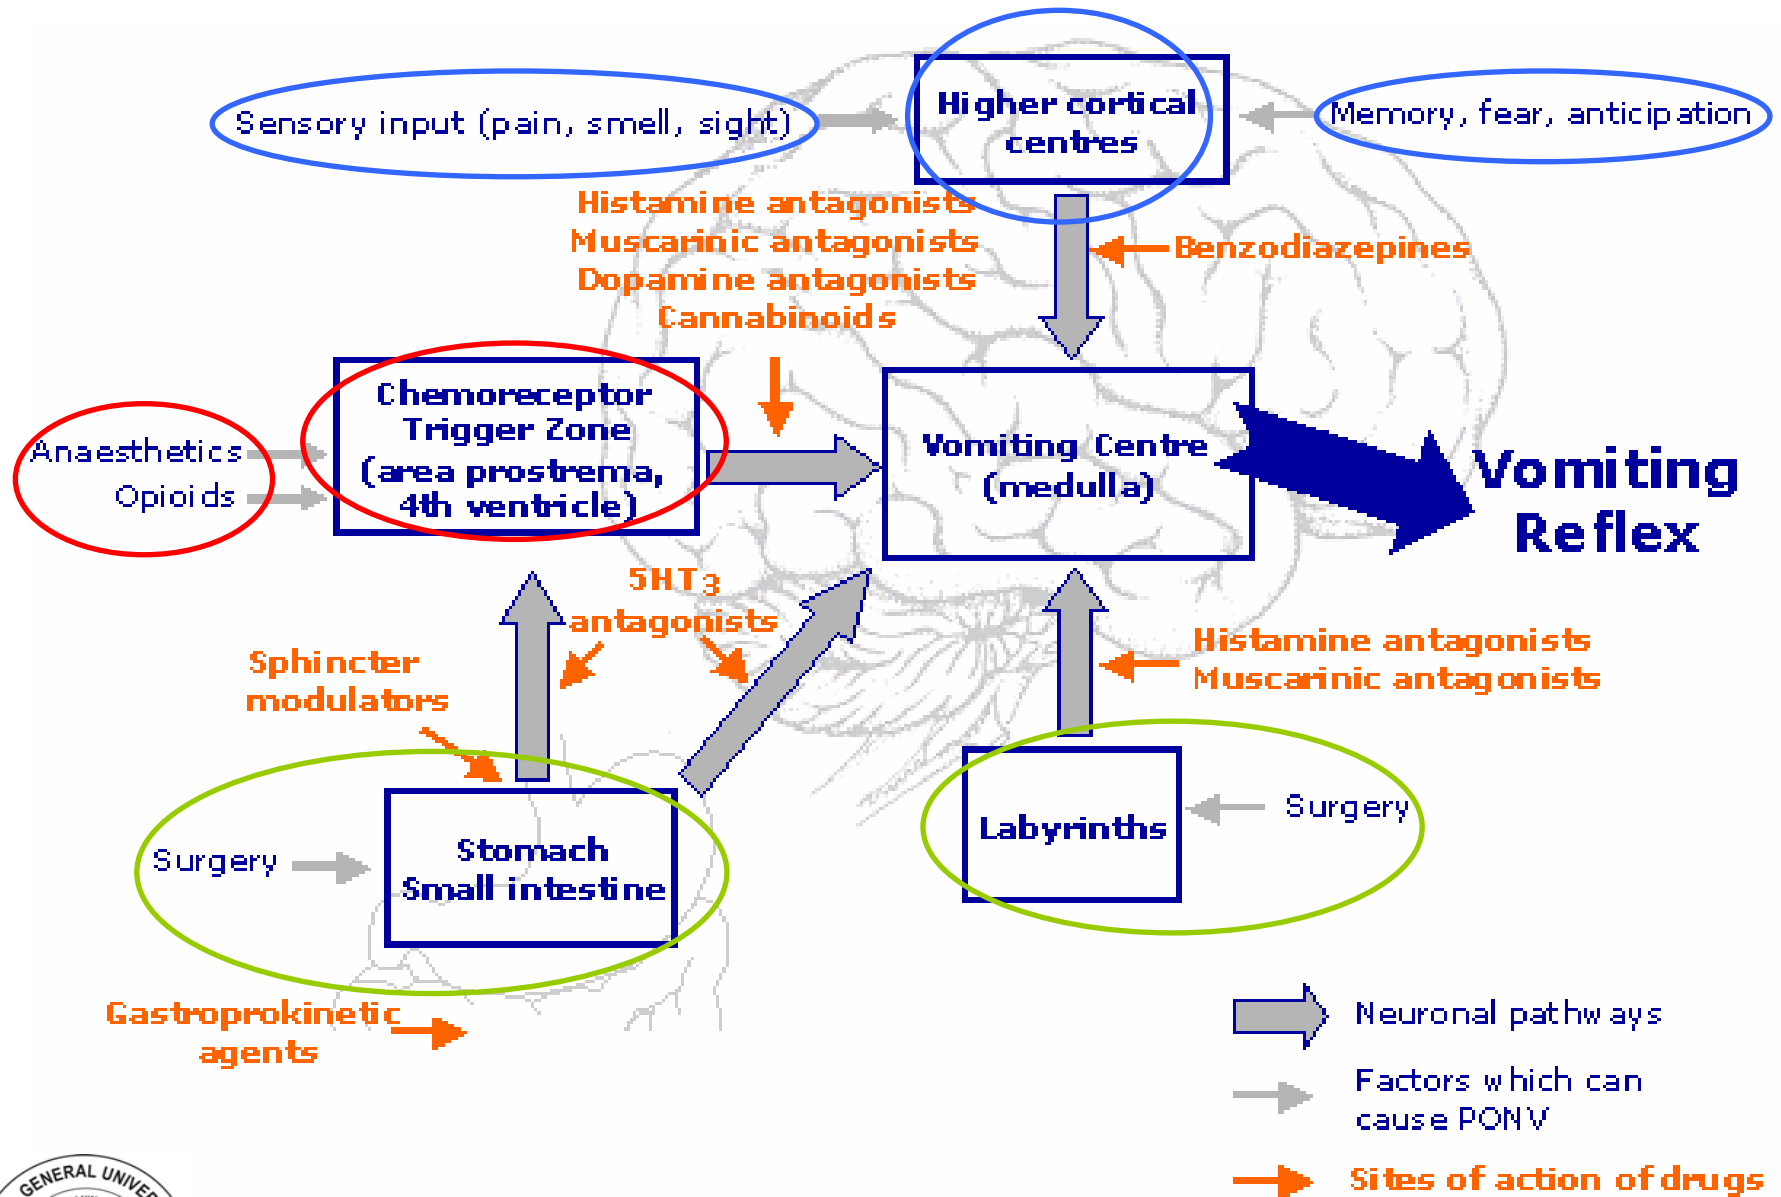 Higher cortical
centres
Sensory input (pain, smell, sight)
Memory, fear, anticipation
Histamine antagonists
Muscarinic antagonists
Dopamine antagonists
Cannabinoids
Benzodiazepines
Chemoreceptor
Trigger Zone
(area prostrema,
4th ventricle)
Anaesthetics
Opioids
Vomiting Centre
(medulla)
Vomiting
Reflex
5HT3
antagonists
Sphincter
modulators
Histamine antagonists
Muscarinic antagonists
Surgery
Stomach
Small intestine
Labyrinths
Surgery
Gastroprokinetic
agents
Neuronal pathways
Factors which can
cause PONV
Sites of action of drugs
GENERAL